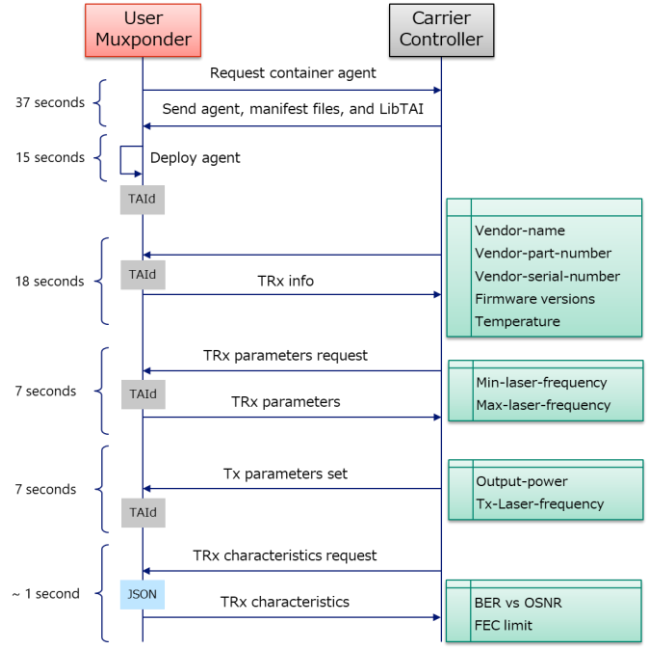 User
Muxponder
Carrier
Controller
Request container agent
37 seconds
Send agent, manifest files, and LibTAI
15 seconds
Deploy agent
TAId
Vendor-name
Vendor-part-number
Vendor-serial-number
Firmware versions
Temperature
18 seconds
TAId
TRx info
TRx parameters request
7 seconds
TAId
TRx parameters
Min-laser-frequency
Max-laser-frequency
Tx parameters set
7 seconds
TAId
Output-power
Tx-Laser-frequency
TRx characteristics request
~ 1 second
JSON
TRx characteristics
BER vs OSNR
FEC limit